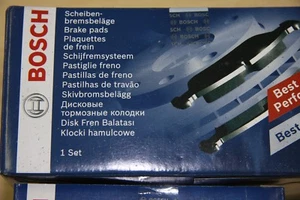 BOSCH
Scheiben-
bremsbeläge
Brake pads
Plaquettes
de frein
Schijfremsysteem
Pastiglie freno
Pastillas de freno
Pastilhas de travão
Skivbromsbelägg
Дисковые
тормозные колодки
Disk Fren Balatası
Klocki hamulcowe
1 Set
Best
Perfor
Best